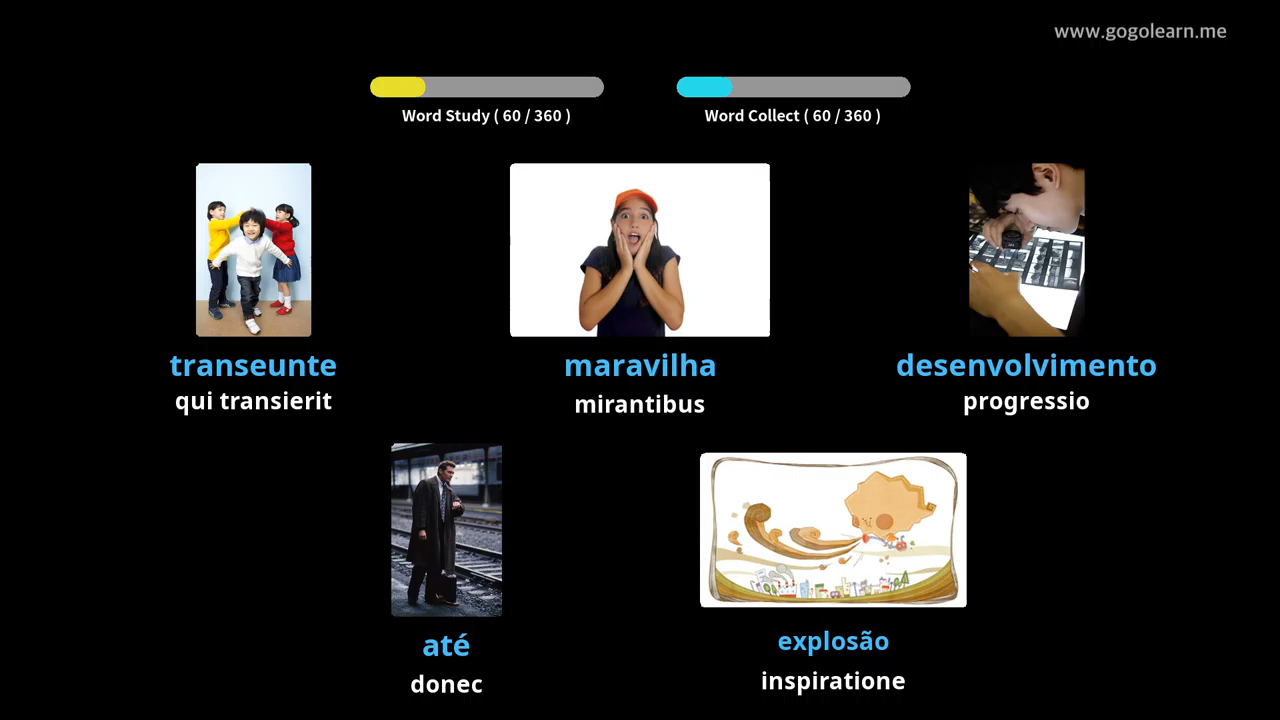 www.gogolearn.me
Word Study ( 60 / 360 )
Word Collect ( 60 / 360 )
transeunte
qui transierit
maravilha
mirantibus
desenvolvimento
progressio
até
donec
explosão
inspiratione